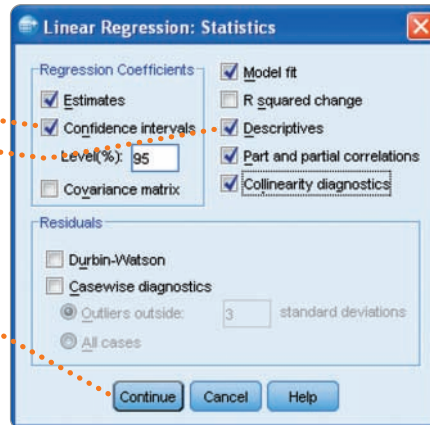 Linear Regression: Statistics
Regression Coefficients
Estimates
Confidence intervals
Level(%): 95
Covariance matrix
Model fit
R squared change
Descriptives
Part and partial correlations
Collinearity diagnostics
Residuals
Durbin-Watson
Casewise diagnostics
Outliers outside: 3 standard deviations
All cases
Continue Cancel Help